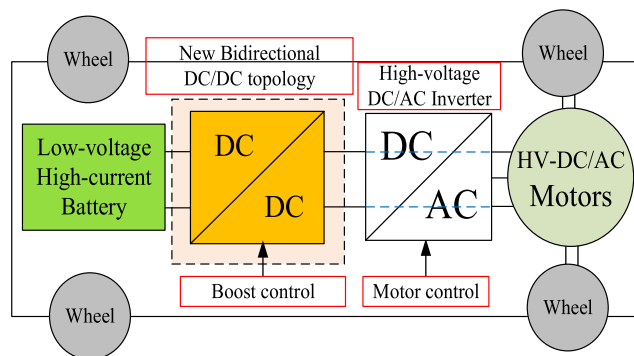 Wheel
New Bidirectional
DC/DC topology
Wheel
High-voltage
DC/AC Inverter
Low-voltage
High-current
Battery
DC
DC
DC
AC
HV-DC/AC
Motors
Boost control
Motor control
Wheel
Wheel